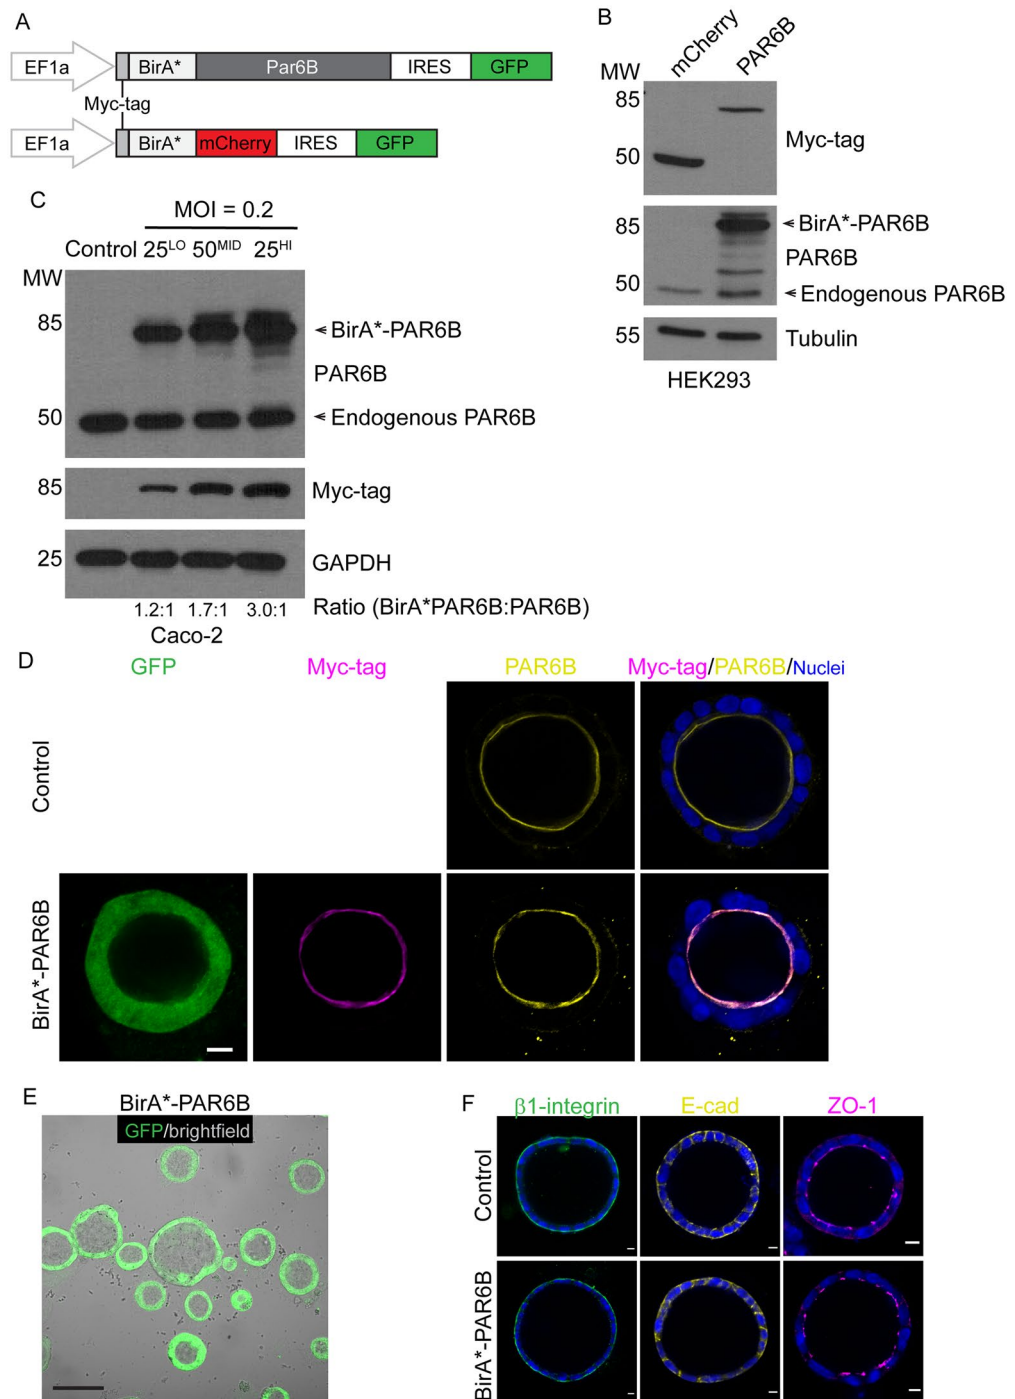 A
EF1a BirA* Par6B IRES GFP
Myc-tag
EF1a BirA* mCherry IRES GFP
B
mCherry PAR6B
MW
85
50
Myc-tag
85
50
BirA*-PAR6B
PAR6B
Endogenous PAR6B
55
Tubulin
HEK293
C
MOI = 0.2
Control 25LO 50MID 25HI
MW
85
50
BirA*-PAR6B
PAR6B
Endogenous PAR6B
85
Myc-tag
25
GAPDH
1.2:1 1.7:1 3.0:1 Ratio (BirA*PAR6B:PAR6B)
Caco-2
D
GFP Myc-tag PAR6B Myc-tag/PAR6B/Nuclei
Control
BirA*-PAR6B
E
BirA*-PAR6B
GFP/brightfield
F
β1-integrin E-cad ZO-1
Control
BirA*-PAR6B